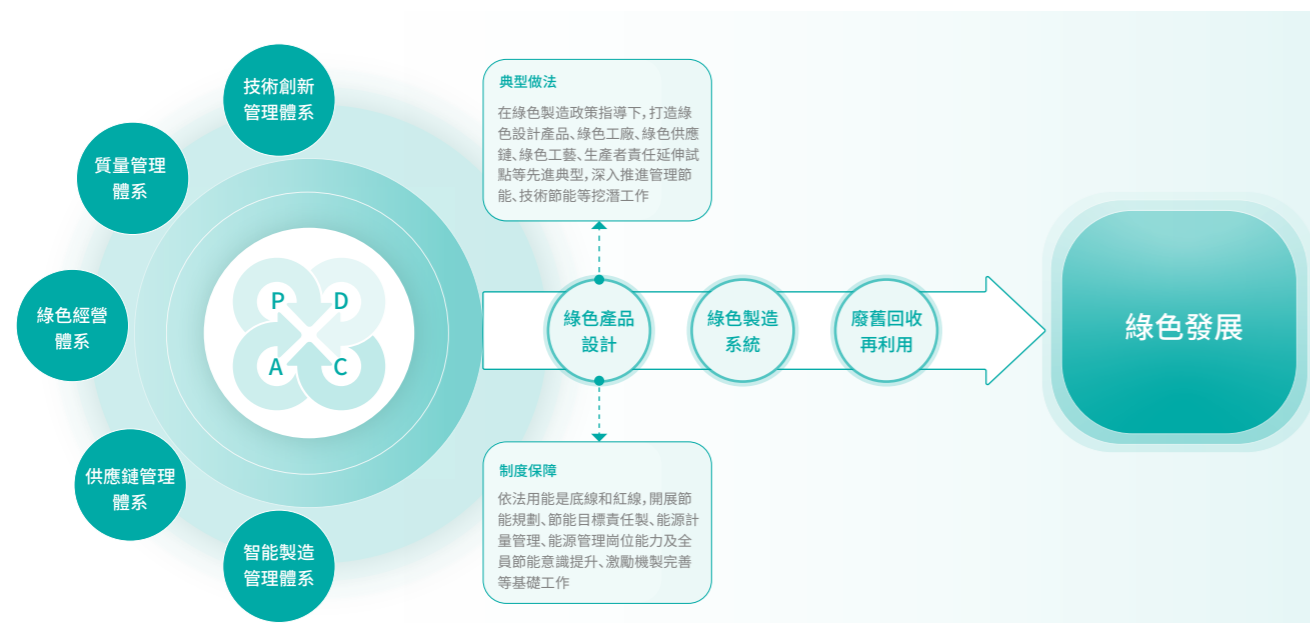 技術創新
管理體系
質量管理
體系
綠色經營
體系
供應鏈管理
體系
智能製造
管理體系
P
D
A
C
典型做法
在綠色製造政策指導下，打造綠
色設計產品、綠色工廠、綠色供應
鏈、綠色工藝、生產者責任延伸試
點等先進典型，深入推進管理節
能、技術節能等挖潛工作
綠色產品
設計
綠色製造
系統
廢舊回收
再利用
制度保障
依法用能是底線和紅線，開展節
能規劃、節能目標責任製、能源計
量管理、能源管理崗位能力及全
員節能意識提升、激勵機製完善
等基礎工作
綠色發展